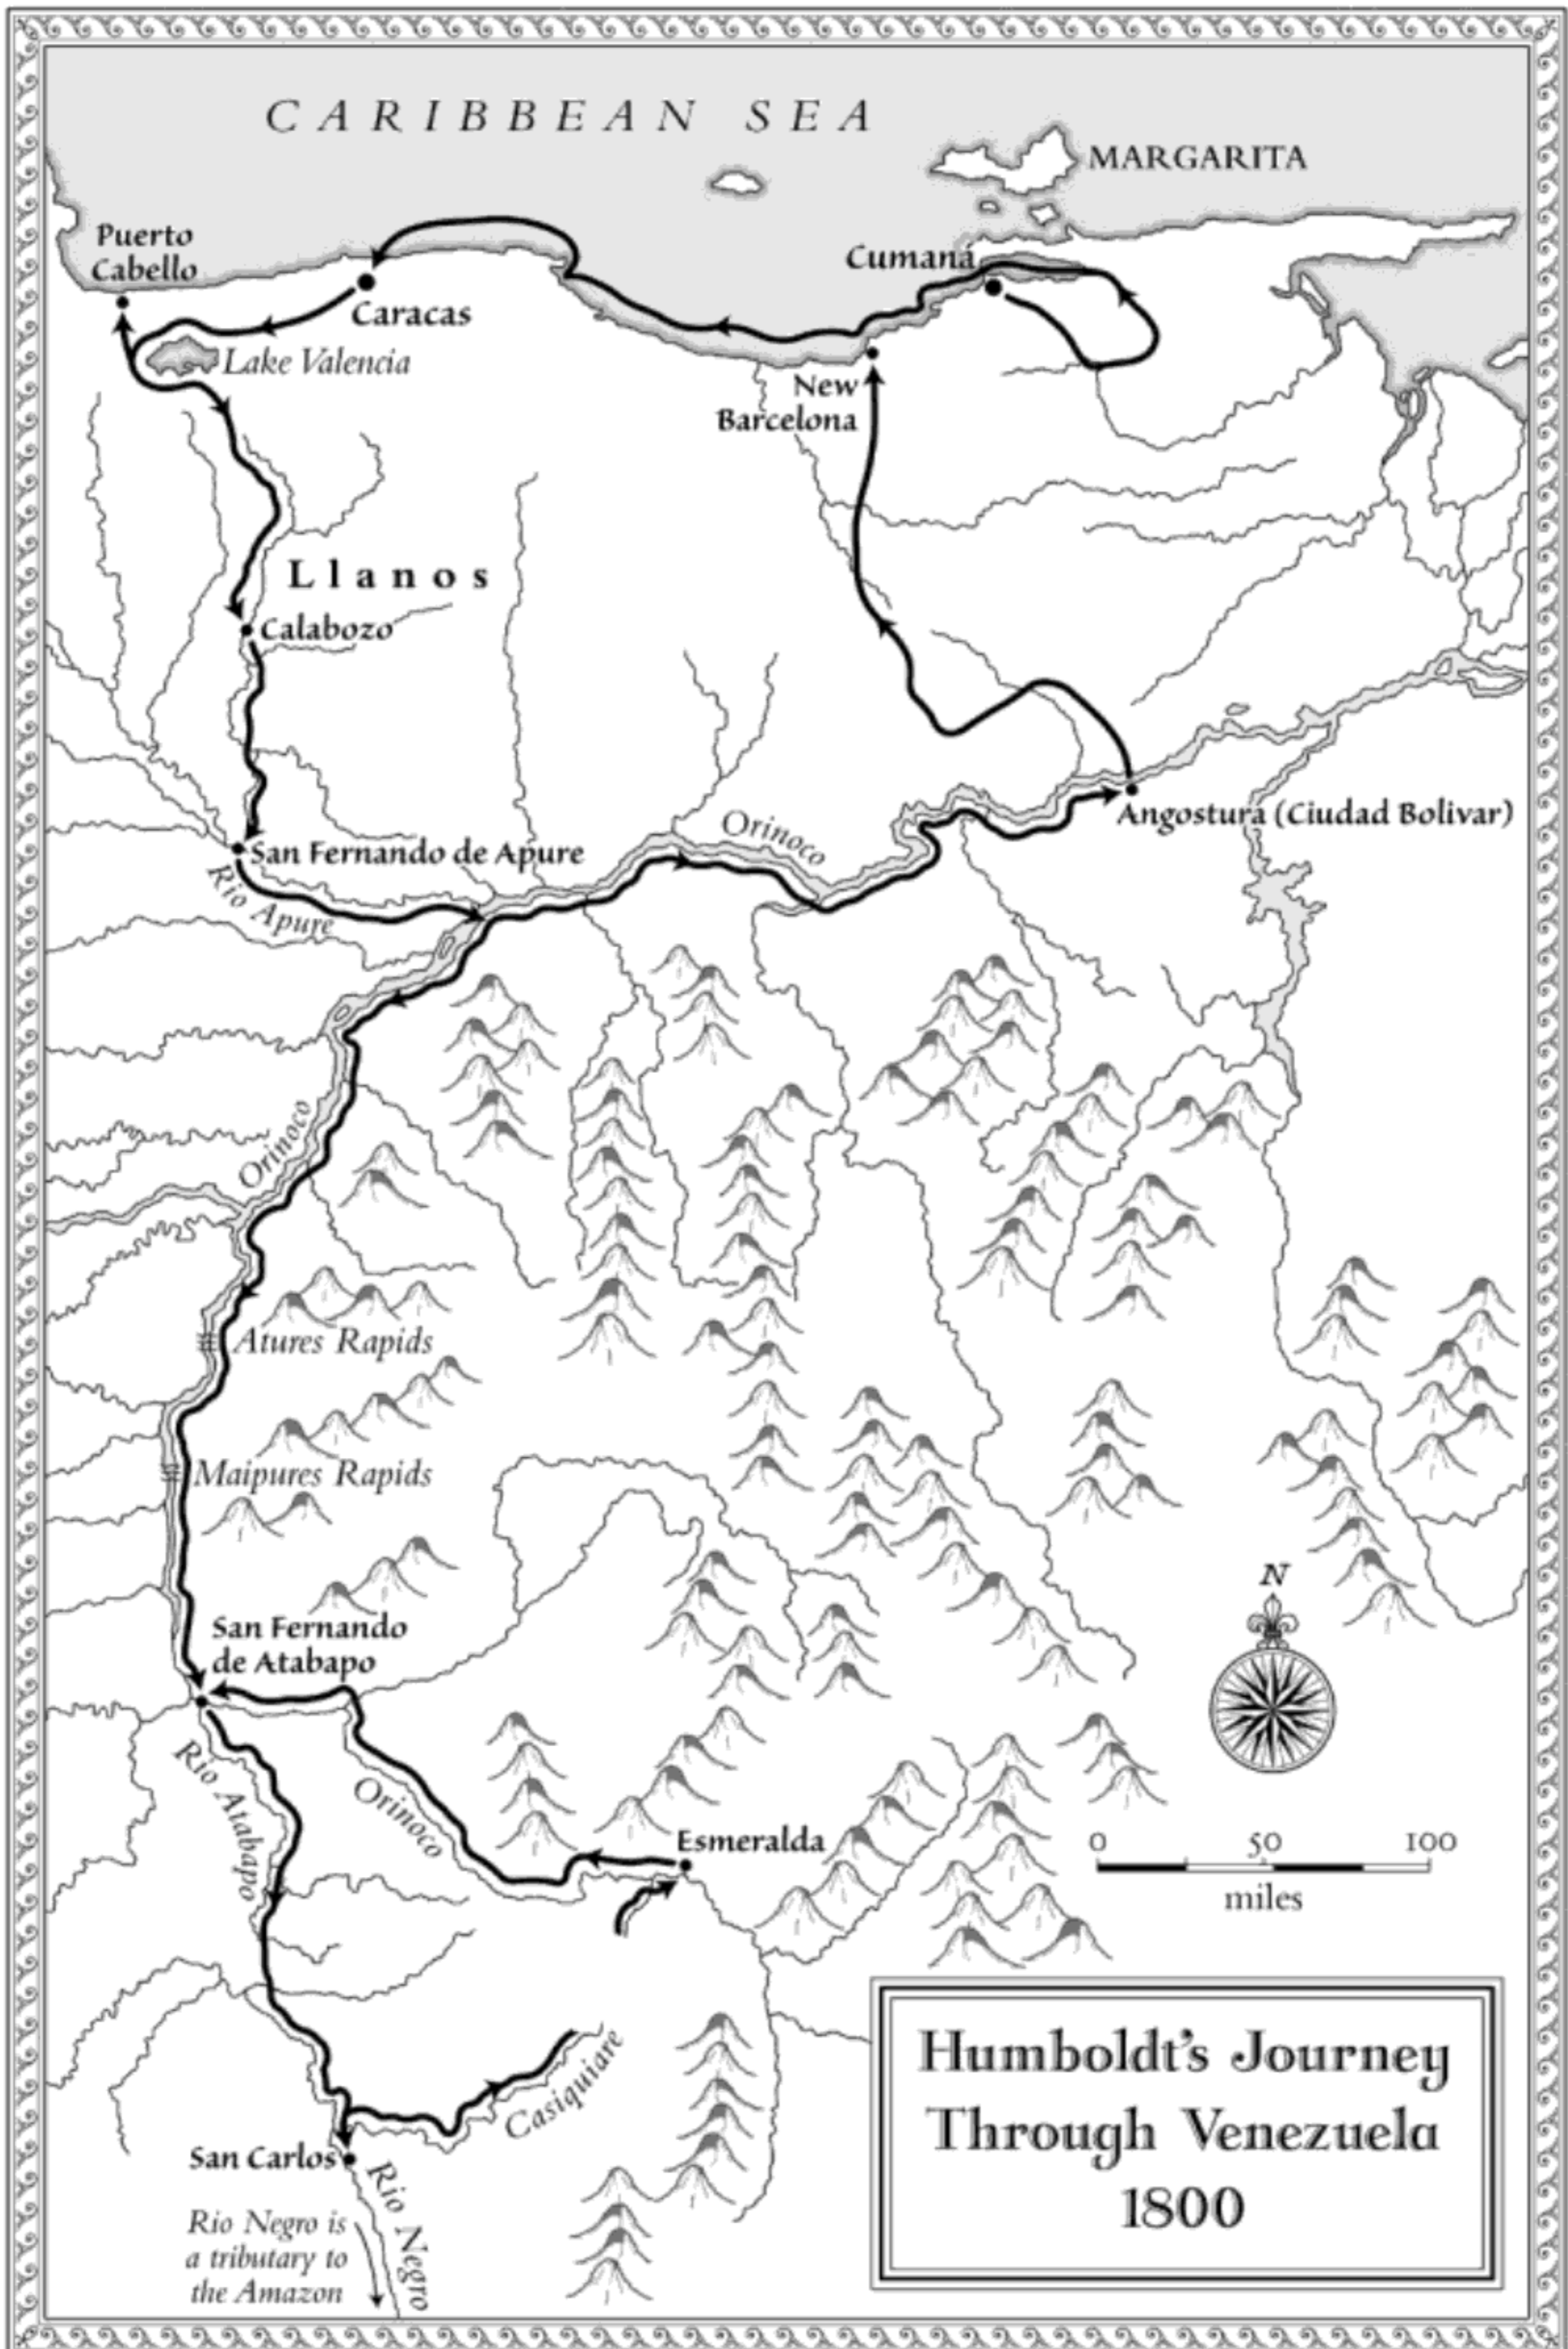 CARIBBEAN SEA
MARGARITA
Puerto
Cabello
Cumaná
Caracas
Lake Valencia
New
Barcelona
Llanos
Calabozo
Orinoco
Angostura (Ciudad Bolivar)
San Fernando de Apure
Rio Apure
Orinoco
Atures Rapids
Maipures Rapids
N
San Fernando
de Atabapo
Rio Atabapo
Orinoco
Esmeralda
0 50 100
miles
Casiquiare
San Carlos
Rio Negro
Rio Negro is
a tributary to
the Amazon
Humboldt's Journey
Through Venezuela
1800